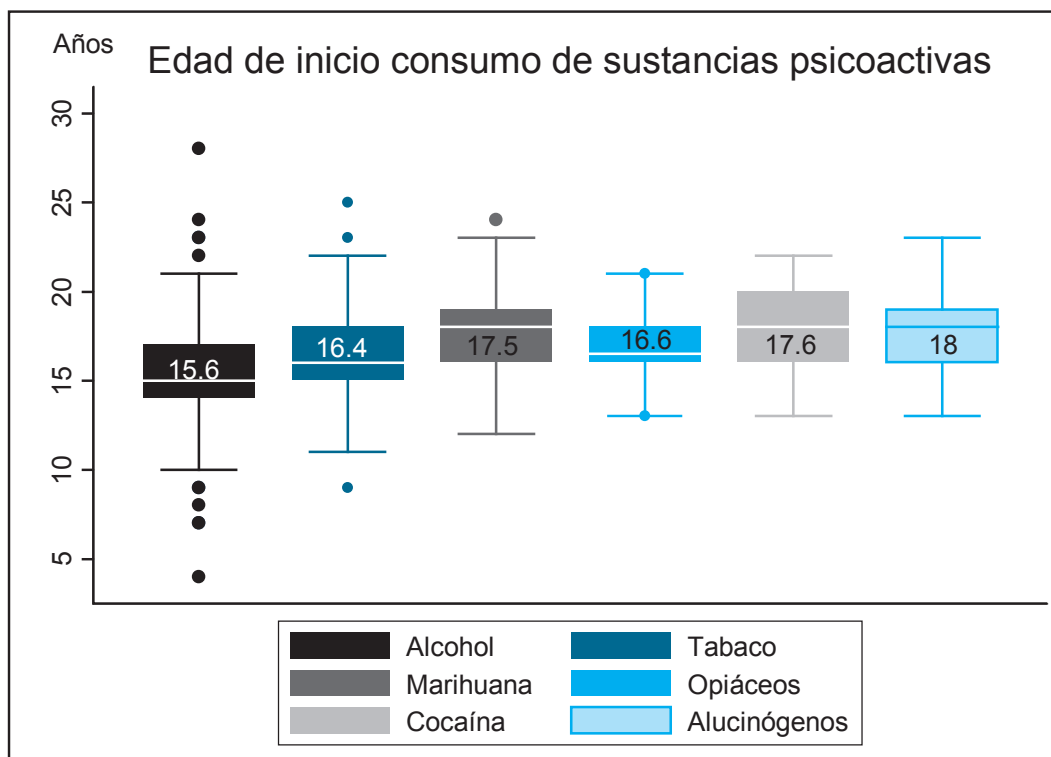 Años
Edad de inicio consumo de sustancias psicoactivas
30
25
20
15
10
5
15.6
16.4
17.5
16.6
17.6
18
Alcohol
Tabaco
Marihuana
Opiáceos
Cocaína
Alucinógenos